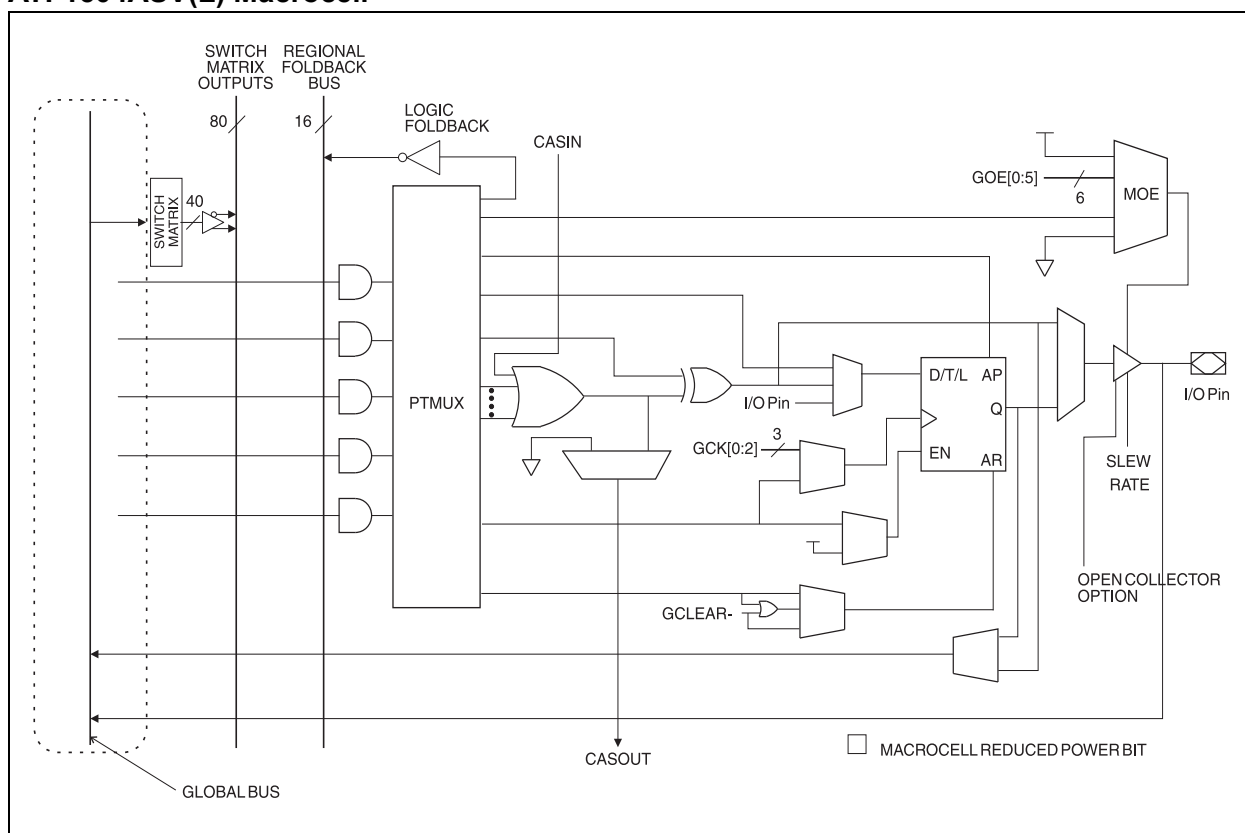 SWITCH
MATRIX
OUTPUTS
REGIONAL
FOLDBACK
BUS
80
16
LOGIC
FOLDBACK
CASIN
GOE[0:5]
6
MOE
SWITCH
MATRIX
40
PTMUX
D/T/L
AP
Q
EN
AR
I/O Pin
GCK[0:2]
3
I/O Pin
SLEW
RATE
OPEN COLLECTOR
OPTION
GCLEAR-
CASOUT
MACROCELL REDUCED POWER BIT
GLOBAL BUS